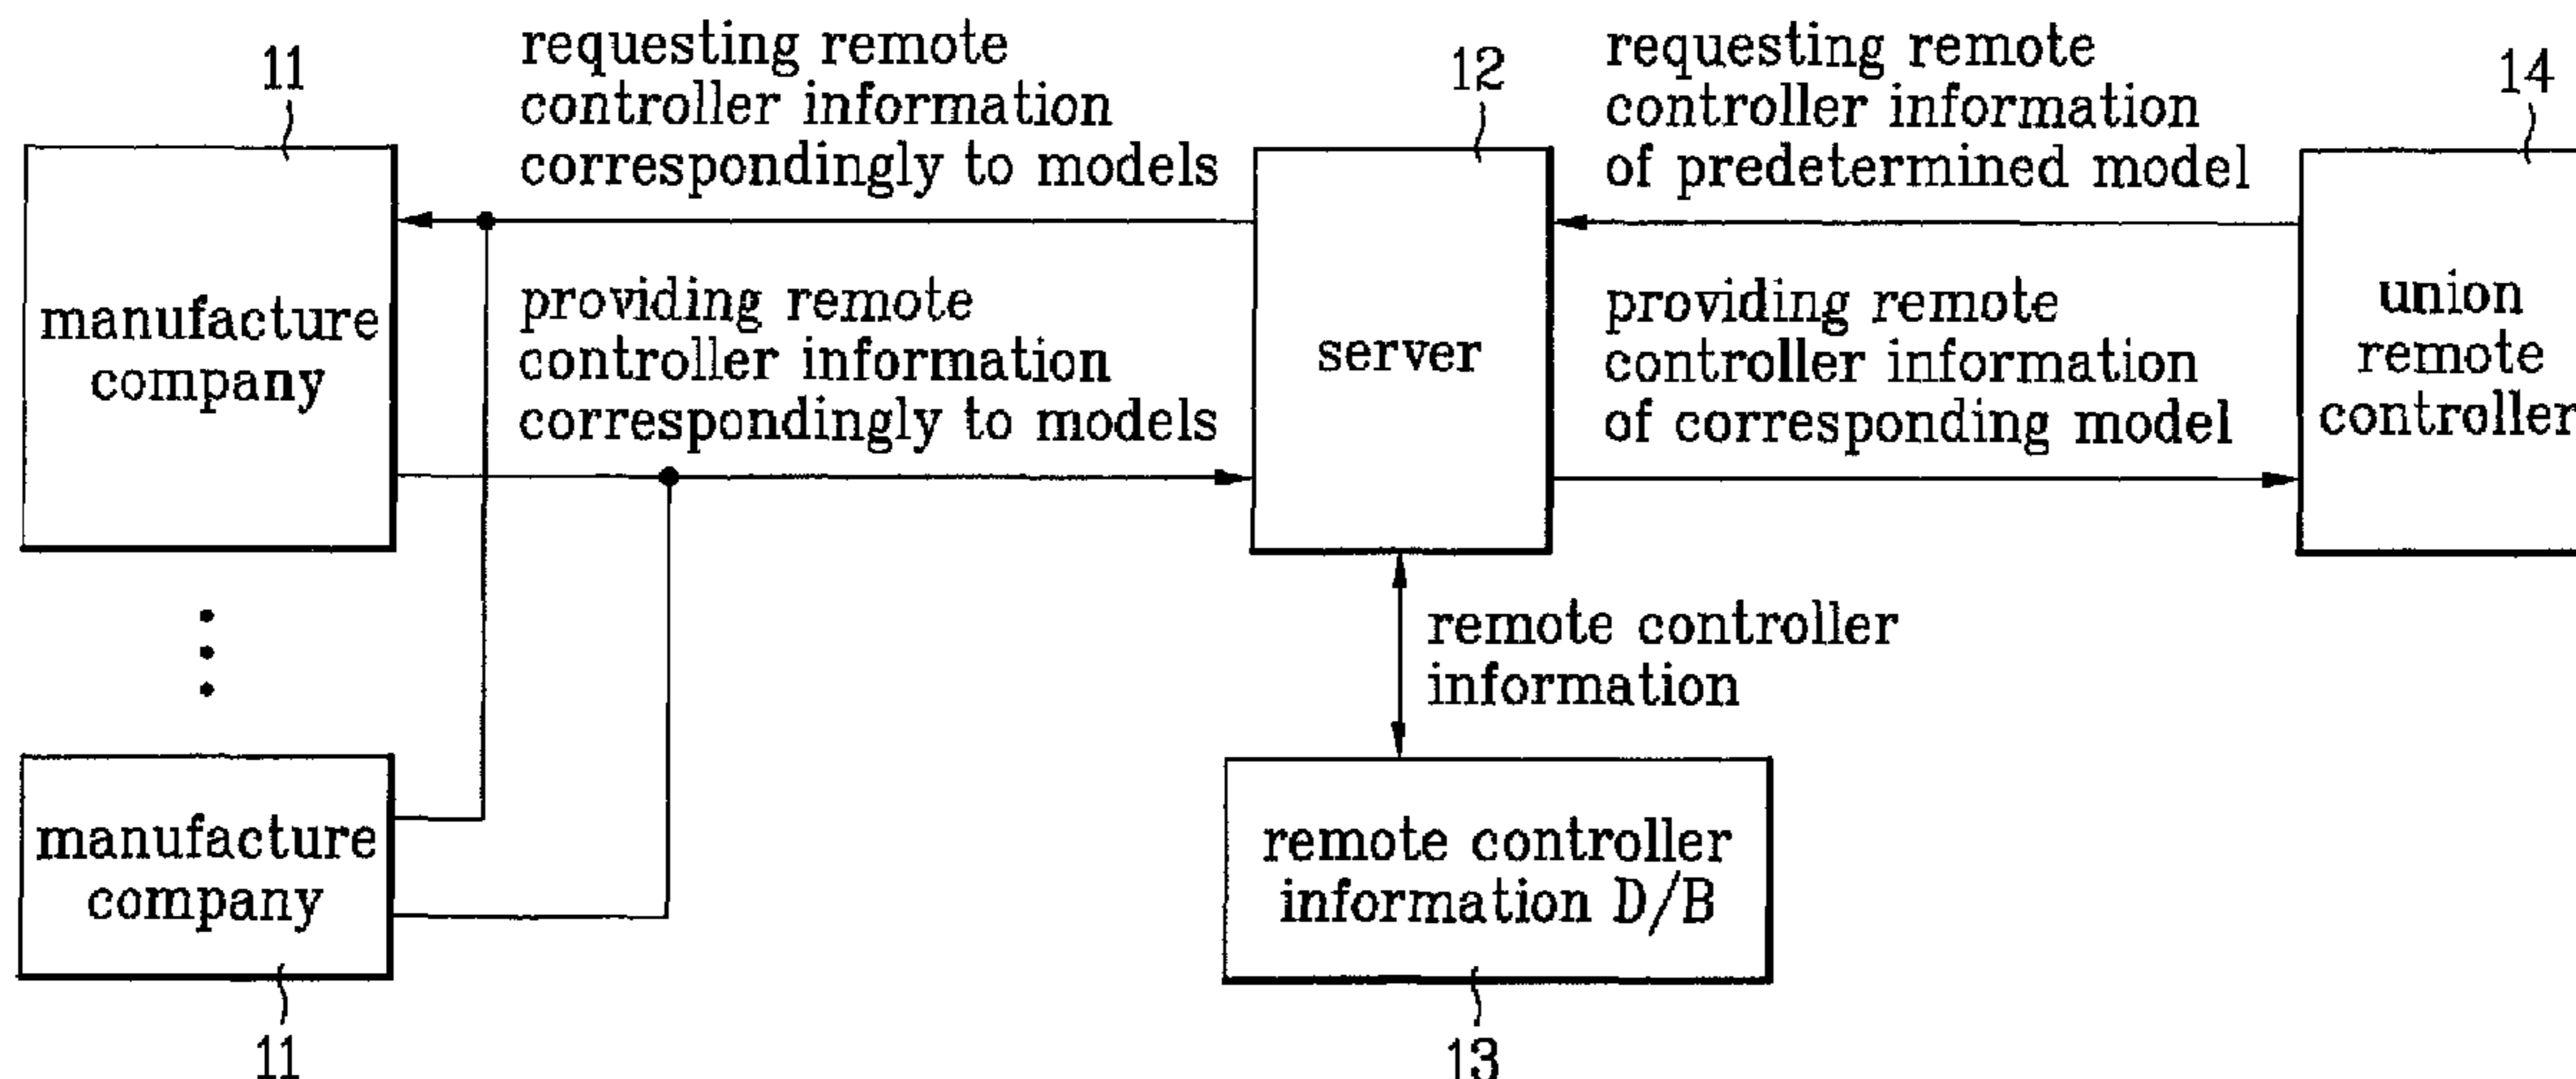 11
requesting remote
controller information
correspondingly to models
12
requesting remote
controller information
of predetermined model
14
manufacture
company
providing remote
controller information
correspondingly to models
server
providing remote
controller information
of corresponding model
union
remote
controller
remote controller
information
manufacture
company
11
remote controller
information D/B
13